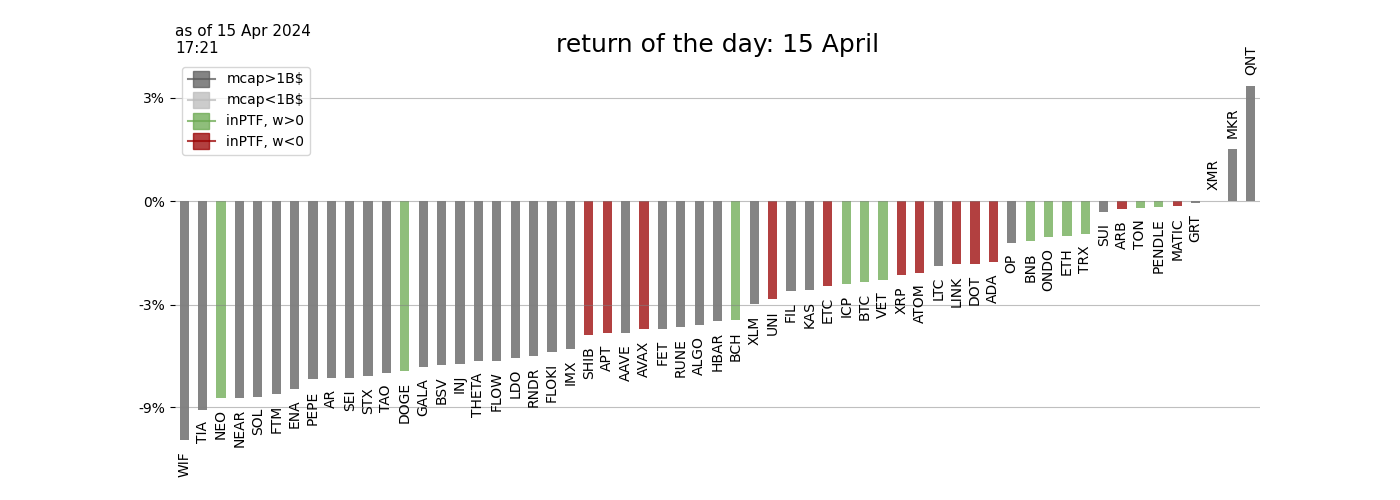 as of 15 Apr 2024
17:21
return of the day: 15 April
mcap>1B$
mcap<1B$
inPTF, w>0
inPTF, w<0
3%
0%
-3%
-9%
WIF
TIA
NEO
NEAR
SOL
FTM
ENA
PEPE
AR
SEI
STX
TAO
DOGE
GALA
BSV
INJ
THETA
FLOW
LDO
RNDR
FLOKI
IMX
SHIB
APT
AAVE
AVAX
FET
RUNE
ALGO
HBAR
BCH
XLM
UNI
FIL
KAS
ETC
ICP
BTC
VET
XRP
ATOM
LTC
LINK
DOT
ADA
OP
BNB
ONDO
ETH
TRX
SUI
ARB
TON
PENDLE
MATIC
GRT
XMR
MKR
QNT